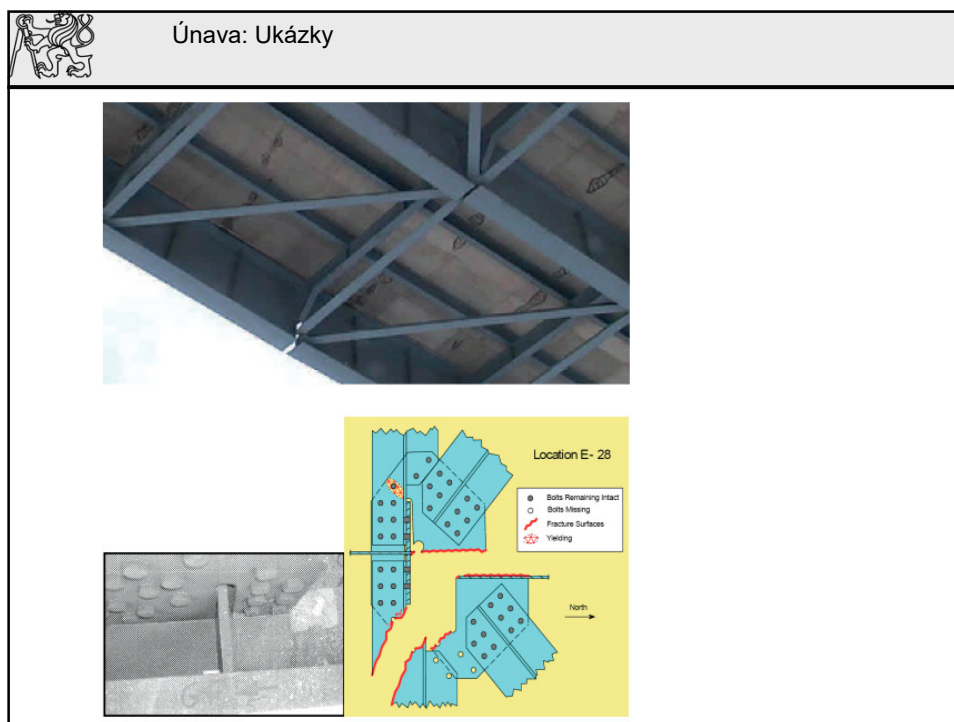 Únava: Ukázky
Location E- 28
Bolts Remaining Intact
Bolts Missing
Fracture Surfaces
Yielding
North